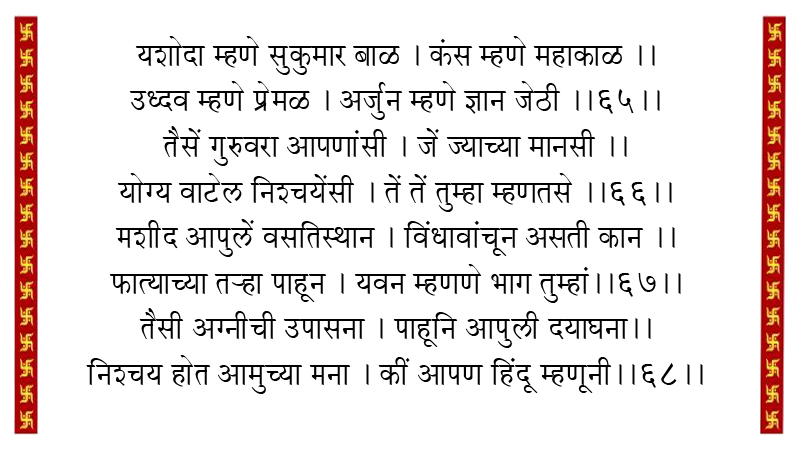 यशोदा म्हणे सुकुमार बाळ । कंस म्हणे महाकाळ ।।
उध्दव म्हणे प्रेमळ । अर्जुन म्हणे ज्ञान जेठी ।।६५।।
तैसें गुरुवरा आपणांसी । जें ज्याच्या मानसी ।।
योग्य वाटेल निश्चयेंसी । तें तें तुम्हा म्हणतसे ।।६६।।
मशीद आपुलें वसतिस्थान । विंधावांचून असती कान ।।
फात्याच्या तऱ्हा पाहून । यवन म्हणणे भाग तुम्हां।।६७।।
तैसी अग्नीची उपासना । पाहूनि आपुली दयाघना।।
निश्चय होत आमुच्या मना । कीं आपण हिंदू म्हणूनी।।६८।।